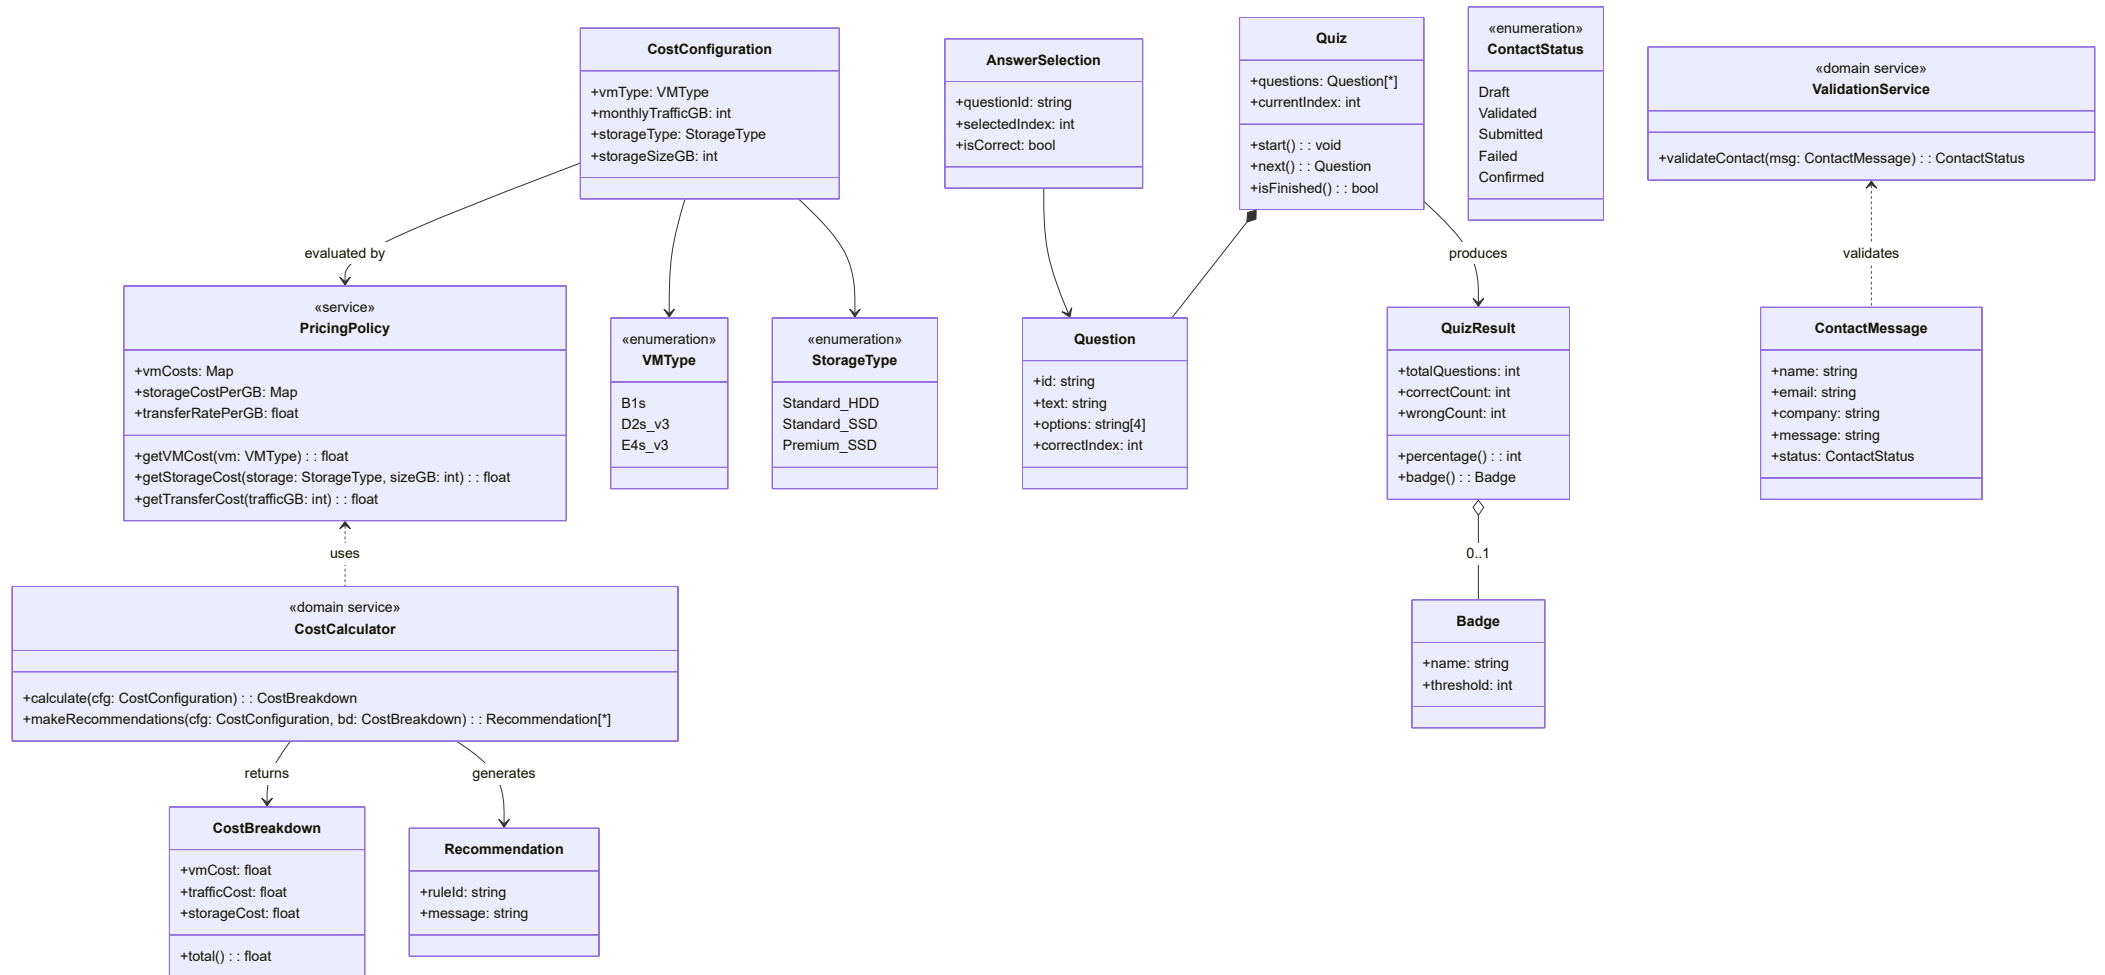 CostConfiguration
+vmType: VMType
+monthlyTrafficGB: int
+storageType: StorageType
+storageSizeGB: int
AnswerSelection
+questionId: string
+selectedIndex: int
+isCorrect: bool
Quiz
+questions: Question[*]
+currentIndex: int
+start() : : void
+next() : : Question
+isFinished() : : bool
«enumeration»
ContactStatus
Draft
Validated
Submitted
Failed
Confirmed
«domain service»
ValidationService
+validateContact(msg: ContactMessage) : : ContactStatus
evaluated by
produces
validates
«service»
PricingPolicy
+vmCosts: Map
+storageCostPerGB: Map
+transferRatePerGB: float
+getVMCost(vm: VMType) : : float
+getStorageCost(storage: StorageType, sizeGB: int) : : float
+getTransferCost(trafficGB: int) : : float
«enumeration»
VMType
B1s
D2s_v3
E4s_v3
«enumeration»
StorageType
Standard_HDD
Standard_SSD
Premium_SSD
Question
+id: string
+text: string
+options: string[4]
+correctIndex: int
QuizResult
+totalQuestions: int
+correctCount: int
+wrongCount: int
+percentage() : : int
+badge() : : Badge
ContactMessage
+name: string
+email: string
+company: string
+message: string
+status: ContactStatus
uses
0..1
«domain service»
CostCalculator
+calculate(cfg: CostConfiguration) : : CostBreakdown
+makeRecommendations(cfg: CostConfiguration, bd: CostBreakdown) : : Recommendation[*]
Badge
+name: string
+threshold: int
returns
generates
CostBreakdown
+vmCost: float
+trafficCost: float
+storageCost: float
+total() : : float
Recommendation
+ruleId: string
+message: string